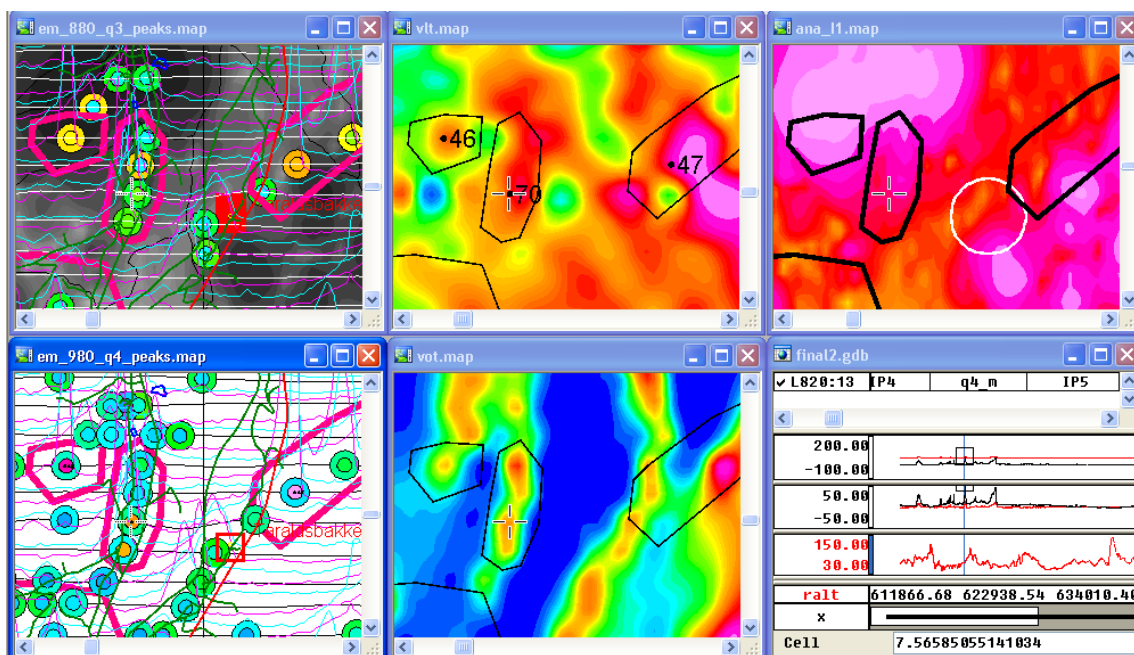 em_880_q3_peaks.map
vlt.map
ana_l1.map
46
47
70
em_980_q4_peaks.map
vot.map
final2.gdb
araldsbakke
L820:13 IP4 q4_m IP5
200.00
-100.00
50.00
-50.00
150.00
30.00
ralt 611866.68 622938.54 634010.40
x
Cell 7.56585055141034